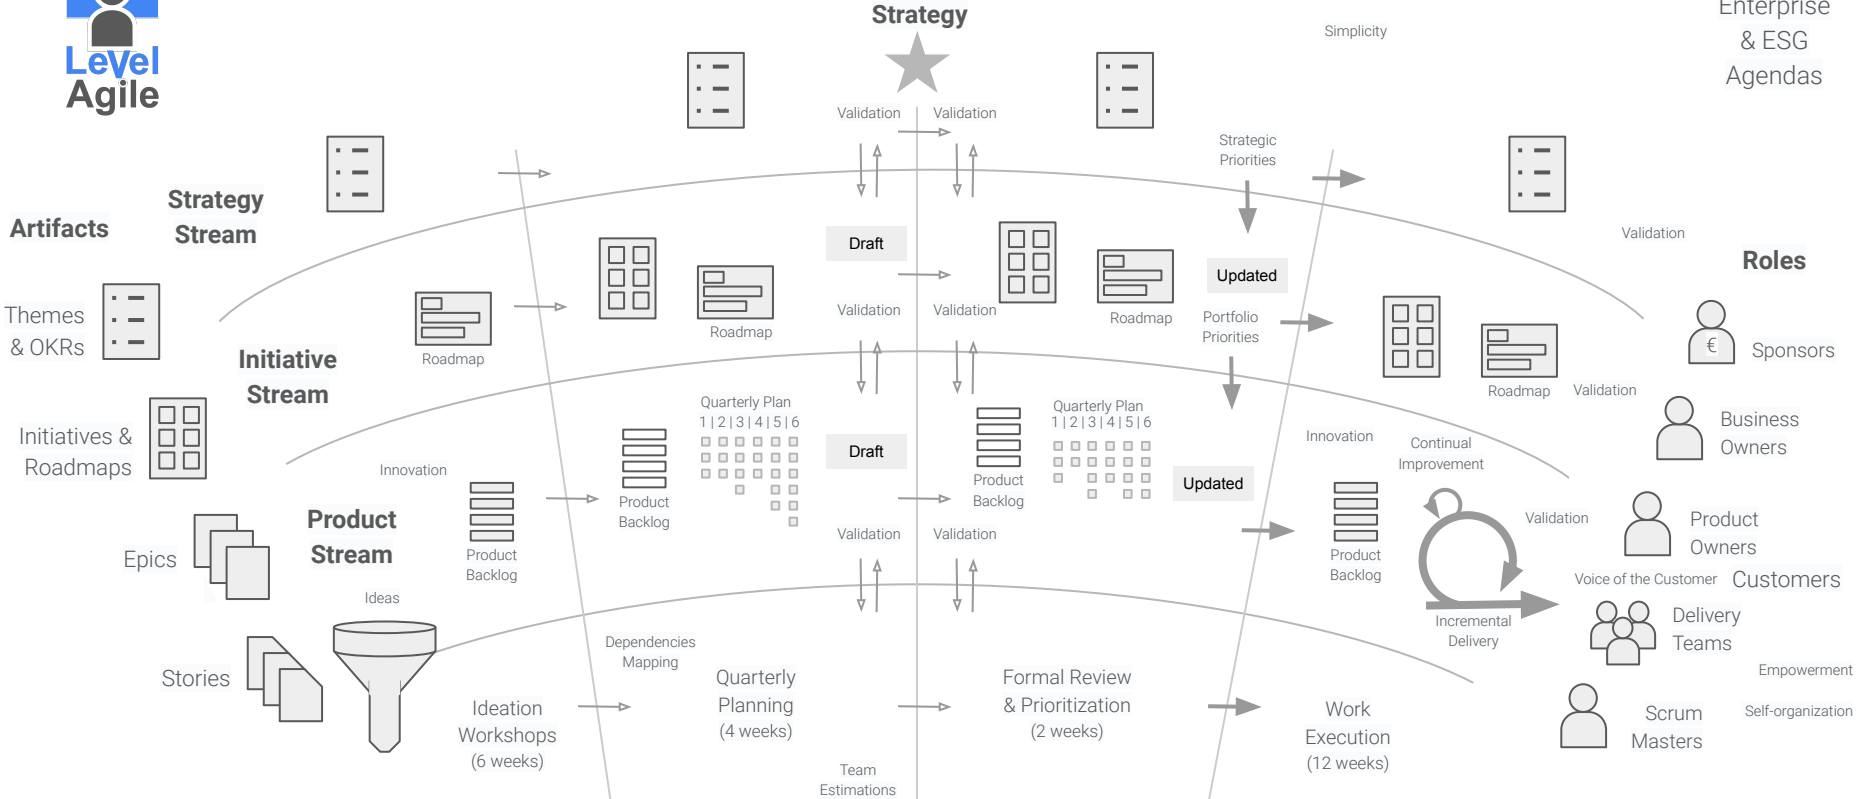 Level
Agile
Strategy
Simplicity
Enterprise
& ESG
Agendas
Validation
Validation
Strategic
Priorities
Strategy
Stream
Artifacts
Validation
Roles
Draft
Updated
Themes
& OKRs
Roadmap
Roadmap
Validation
Validation
Roadmap
Portfolio
Priorities
Roadmap
Validation
€
Sponsors
Initiative
Stream
Initiatives &
Roadmaps
Business
Owners
Innovation
Quarterly Plan
1 | 2 | 3 | 4 | 5 | 6
Draft
Quarterly Plan
1 | 2 | 3 | 4 | 5 | 6
Updated
Innovation
Continual
Improvement
Product
Stream
Product
Backlog
Product
Backlog
Validation
Validation
Product
Backlog
Product
Backlog
Validation
Product
Owners
Epics
Voice of the Customer
Customers
Incremental
Delivery
Delivery
Teams
Ideas
Stories
Dependencies
Mapping
Ideation
Workshops
(6 weeks)
Quarterly
Planning
(4 weeks)
Formal Review
& Prioritization
(2 weeks)
Work
Execution
(12 weeks)
Empowerment
Scrum
Masters
Self-organization
Team
Estimations